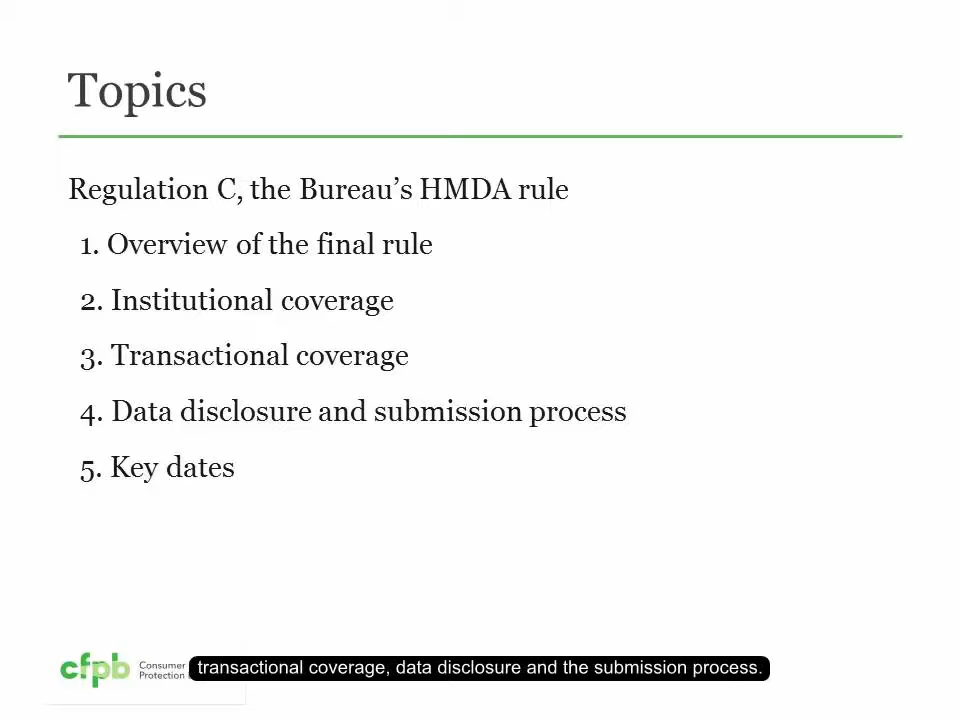 Topics
Regulation C, the Bureau’s HMDA rule
1. Overview of the final rule
2. Institutional coverage
3. Transactional coverage
4. Data disclosure and submission process
5. Key dates
cfpb
Consumer
Protection
transactional coverage, data disclosure and the submission process.